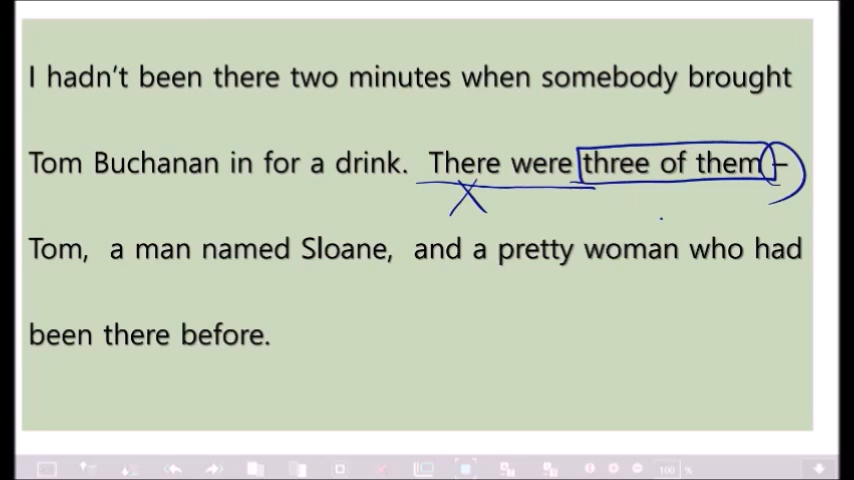 I hadn't been there two minutes when somebody brought
Tom Buchanan in for a drink. There were three of them –
Tom, a man named Sloane, and a pretty woman who had
been there before.
100 %